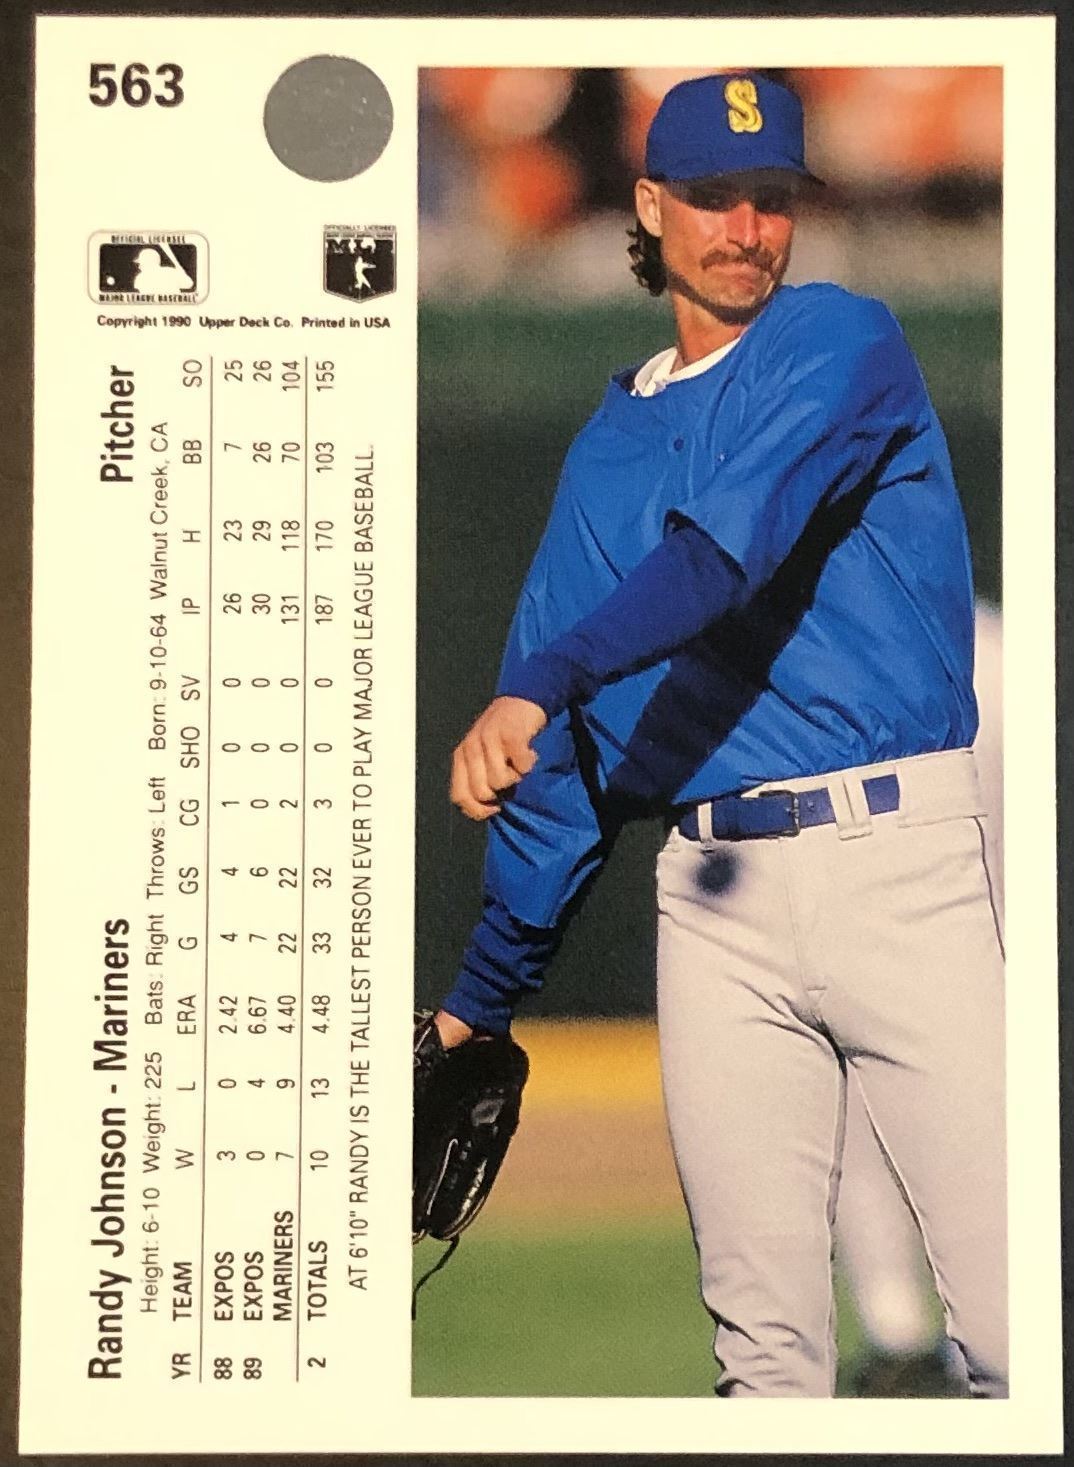 563
S
OFFICIAL LICENSEE
MAJOR LEAGUE BASEBALL
OFFICIALLY LICENSED
Copyright 1990 Upper Deck Co. Printed in USA
Randy Johnson - Mariners Pitcher
Height: 6-10 Weight: 225 Bats: Right Throws: Left Born: 9-10-64 Walnut Creek, CA
YR TEAM W L ERA G GS CG SHO SV IP H BB SO
88 EXPOS 3 0 2.42 4 4 1 0 0 26 23 7 25
89 EXPOS 0 4 6.67 7 6 0 0 0 30 29 26 26
MARINERS 7 9 4.40 22 22 2 0 0 131 118 70 104
2 TOTALS 10 13 4.48 33 32 3 0 0 187 170 103 155
AT 6'10" RANDY IS THE TALLEST PERSON EVER TO PLAY MAJOR LEAGUE BASEBALL.